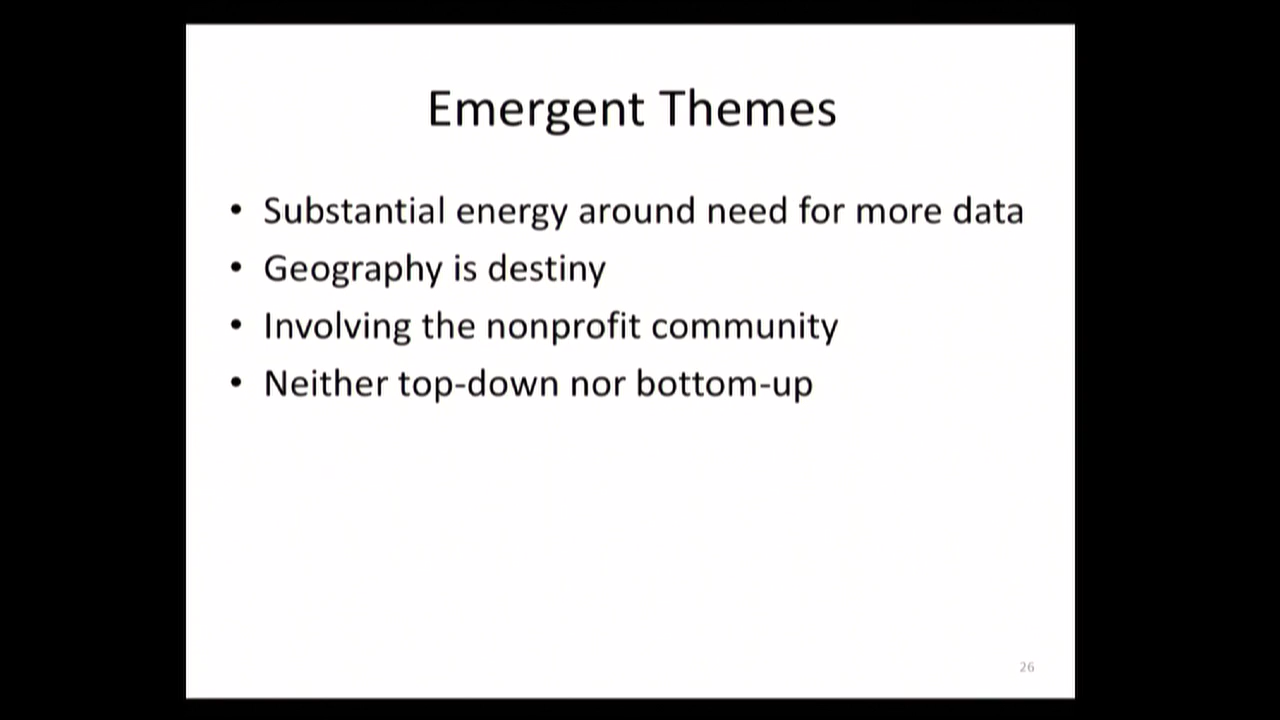 Emergent Themes
• Substantial energy around need for more data
• Geography is destiny
• Involving the nonprofit community
• Neither top-down nor bottom-up
26